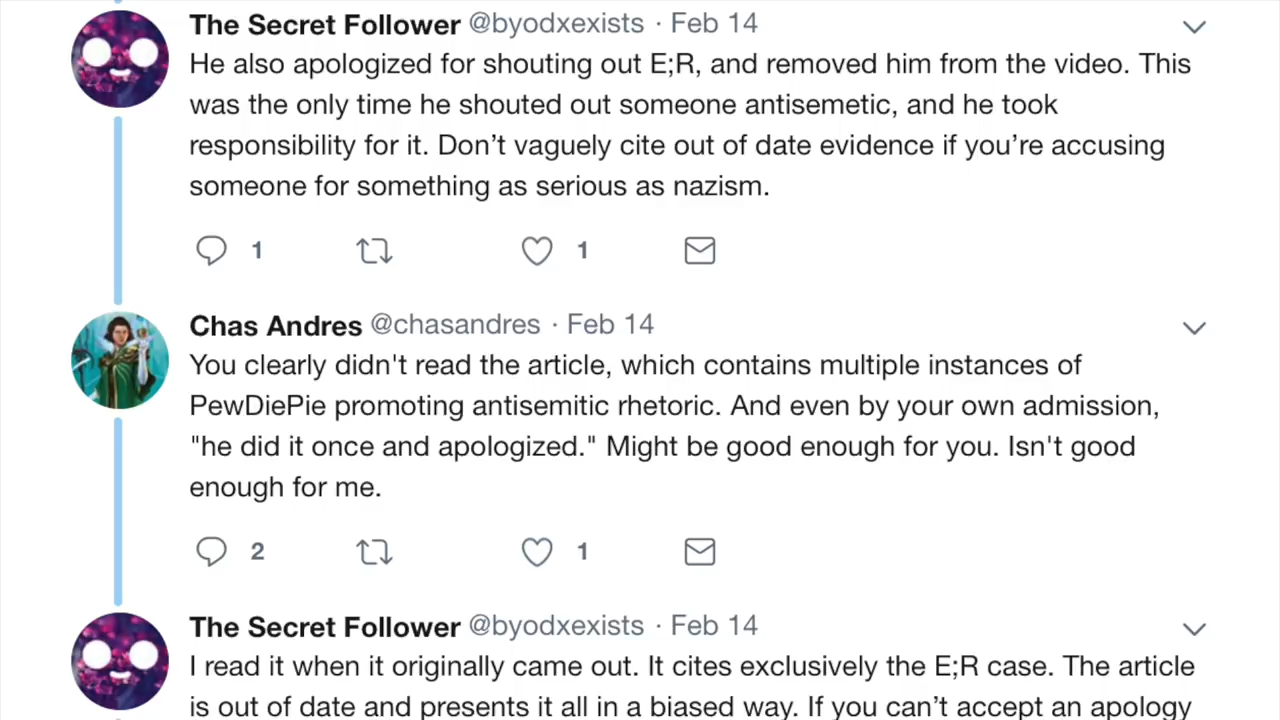 The Secret Follower @byodxexists · Feb 14
He also apologized for shouting out E;R, and removed him from the video. This
was the only time he shouted out someone antisemetic, and he took
responsibility for it. Don’t vaguely cite out of date evidence if you’re accusing
someone for something as serious as nazism.
1 1
Chas Andres @chasandres · Feb 14
You clearly didn't read the article, which contains multiple instances of
PewDiePie promoting antisemitic rhetoric. And even by your own admission,
"he did it once and apologized." Might be good enough for you. Isn't good
enough for me.
2 1
The Secret Follower @byodxexists · Feb 14
I read it when it originally came out. It cites exclusively the E;R case. The article
is out of date and presents it all in a biased way. If you can’t accept an apology